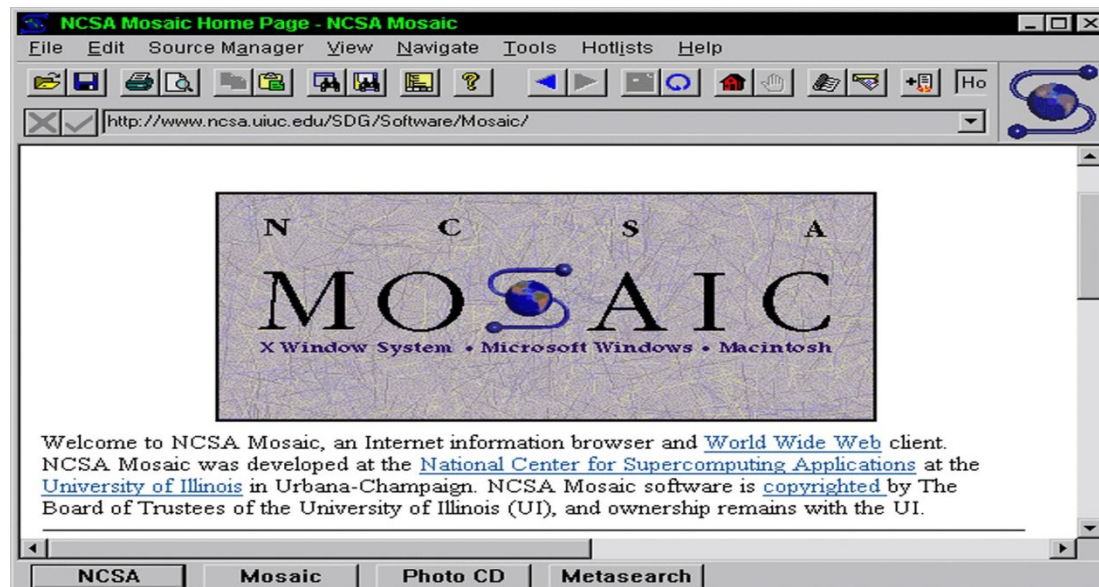 NCSA Mosaic Home Page - NCSA Mosaic
File Edit Source Manager View Navigate Tools Hotlists Help
Ho
http://www.ncsa.uiuc.edu/SDG/Software/Mosaic/
N C S A
MOSAIC
X Window System • Microsoft Windows • Macintosh
Welcome to NCSA Mosaic, an Internet information browser and World Wide Web client.
NCSA Mosaic was developed at the National Center for Supercomputing Applications at the
University of Illinois in Urbana-Champaign. NCSA Mosaic software is copyrighted by The
Board of Trustees of the University of Illinois (UI), and ownership remains with the UI.
NCSA Mosaic Photo CD Metasearch